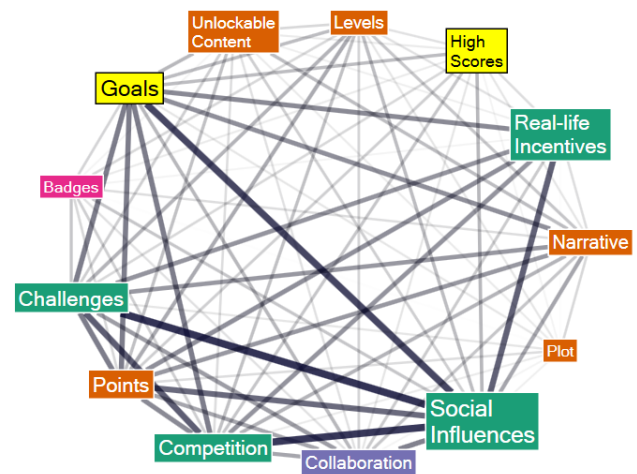 Unlockable
Content
Levels
High
Scores
Goals
Real-life
Incentives
Badges
Narrative
Challenges
Plot
Points
Social
Influences
Competition
Collaboration